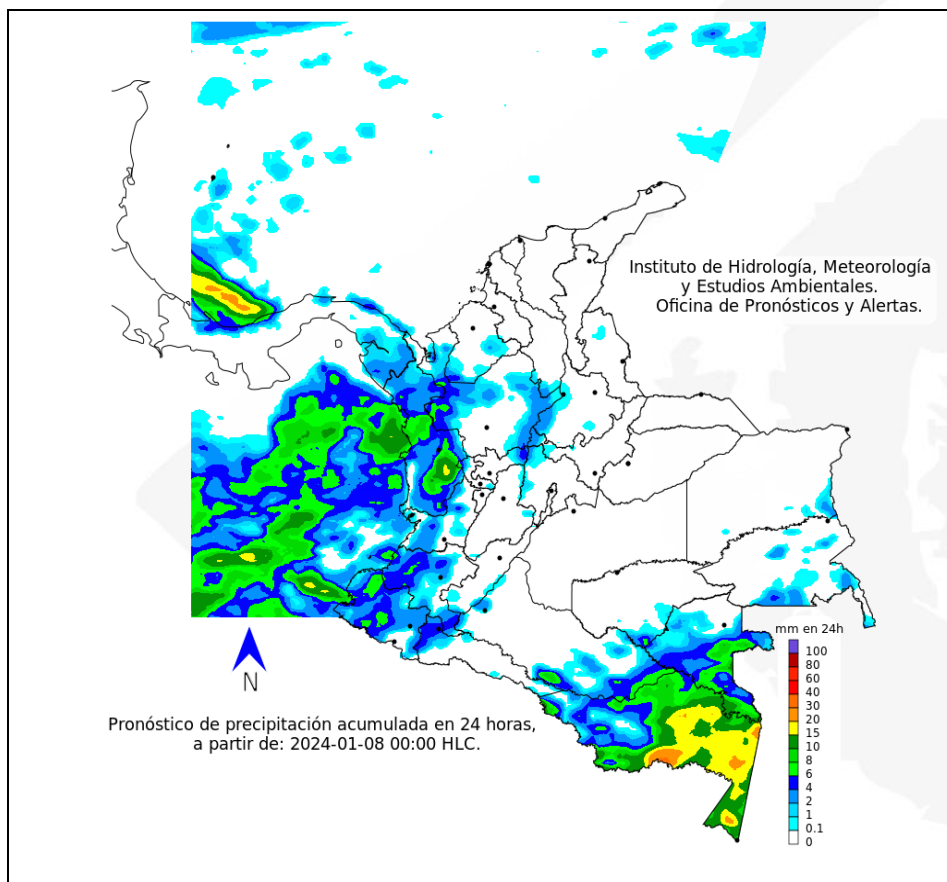 Instituto de Hidrología, Meteorología
y Estudios Ambientales.
Oficina de Pronósticos y Alertas.
mm en 24h
100
80
60
40
30
20
15
10
8
6
4
2
1
0.1
0
N
Pronóstico de precipitación acumulada en 24 horas,
a partir de: 2024-01-08 00:00 HLC.